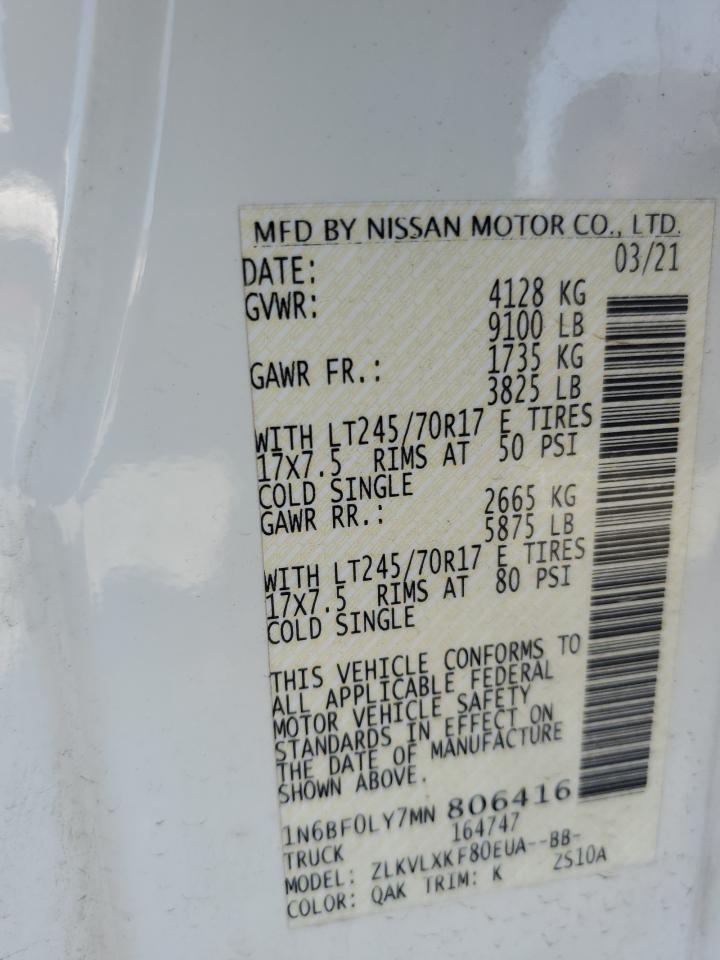 MFD BY NISSAN MOTOR CO., LTD.
DATE: 03/21
GVWR: 4128 KG
9100 LB
GAWR FR.: 1735 KG
3825 LB
WITH LT245/70R17 E TIRES
17X7.5 RIMS AT 50 PSI
COLD SINGLE
GAWR RR.: 2665 KG
5875 LB
WITH LT245/70R17 E TIRES
17X7.5 RIMS AT 80 PSI
COLD SINGLE
THIS VEHICLE CONFORMS TO
ALL APPLICABLE FEDERAL
MOTOR VEHICLE SAFETY
STANDARDS IN EFFECT ON
THE DATE OF MANUFACTURE
SHOWN ABOVE.
1N6BF0LY7MN 806416
TRUCK 164747
MODEL: ZLKVLXKF80EUA--BB-
COLOR: QAK TRIM: K ZS10A